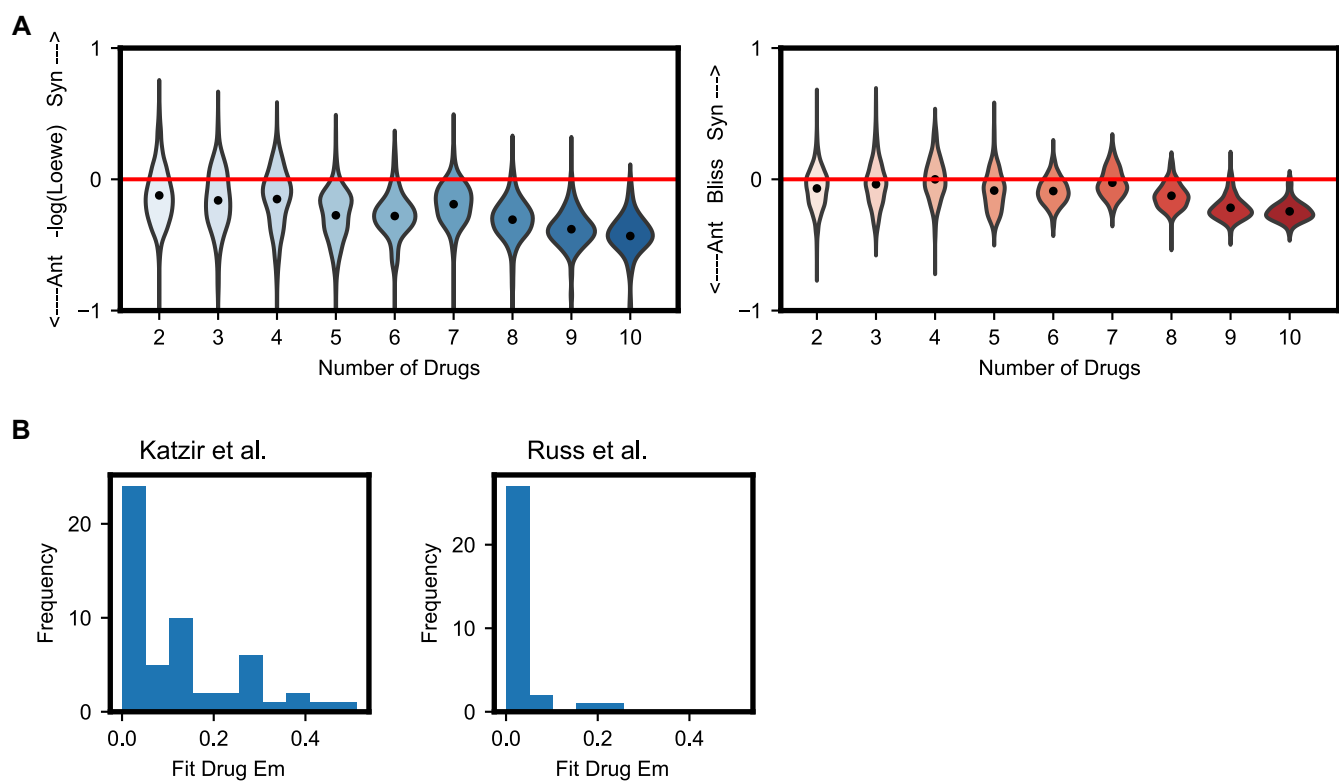 A
<----Ant -log(Loewe) Syn --->
1
0
−1
2 3 4 5 6 7 8 9 10
Number of Drugs
<----Ant Bliss Syn --->
1
0
−1
2 3 4 5 6 7 8 9 10
Number of Drugs
B
Katzir et al.
Frequency
20
10
0
0.0 0.2 0.4
Fit Drug Em
Russ et al.
Frequency
20
10
0
0.0 0.2 0.4
Fit Drug Em